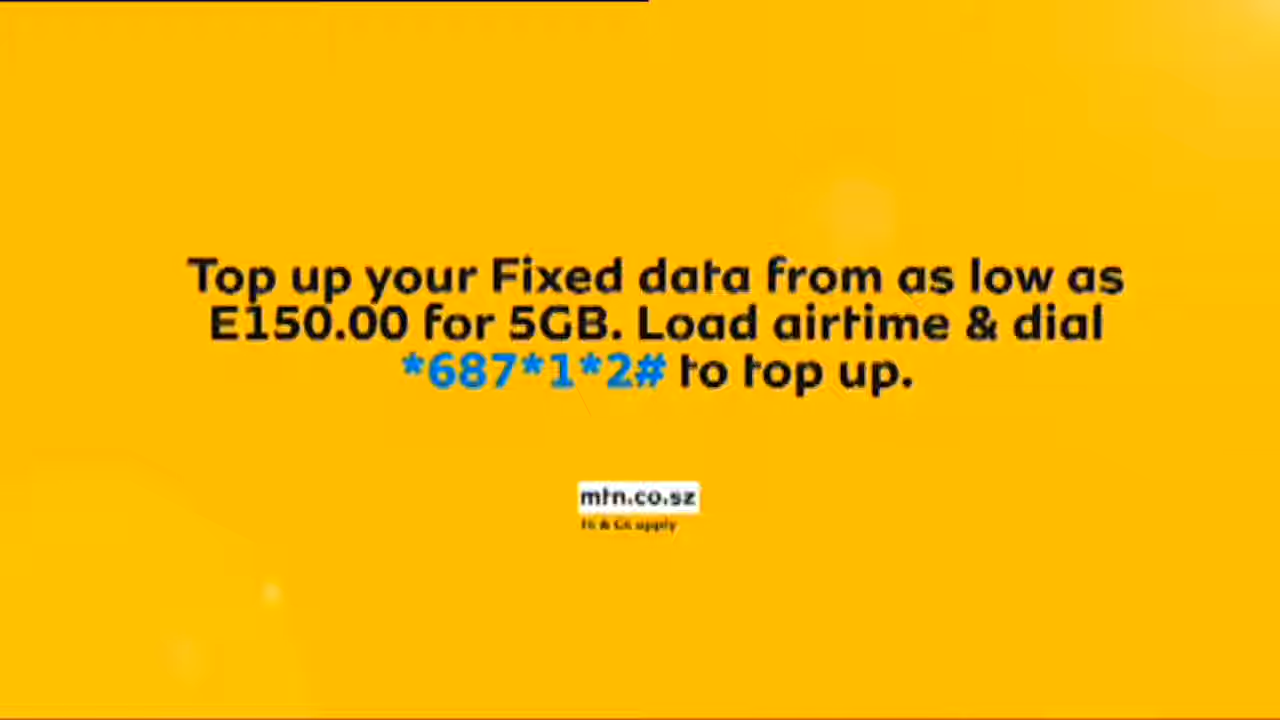 Top up your Fixed data from as low as
E150.00 for 5GB. Load airtime & dial
*687*1*2# to top up.
mtn.co.sz
Ts & Cs apply